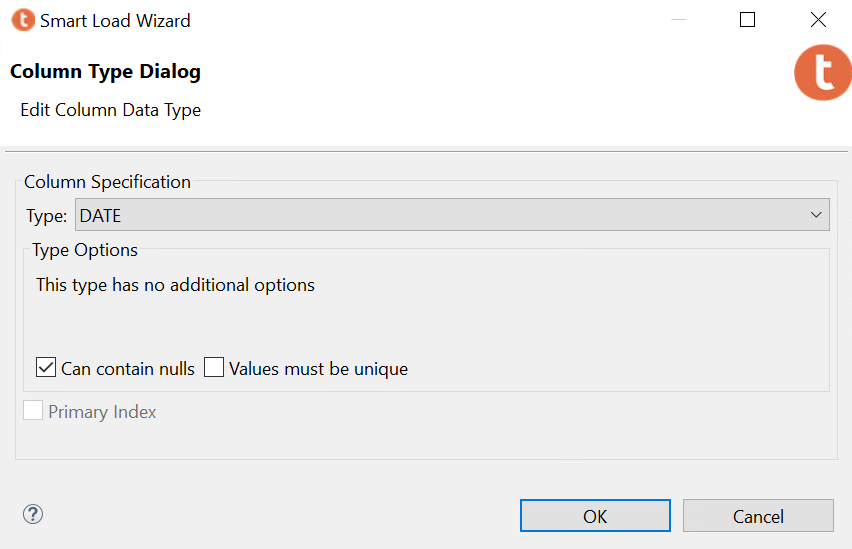 t Smart Load Wizard
Column Type Dialog
t
Edit Column Data Type
Column Specification
Type: DATE
Type Options
This type has no additional options
Can contain nulls Values must be unique
Primary Index
? OK Cancel